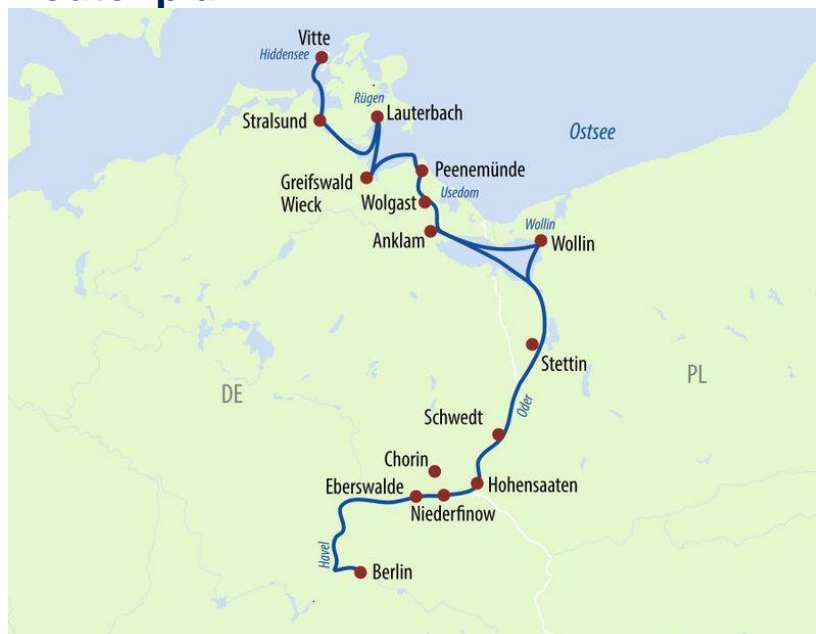 Vitte
Hiddensee
Rügen
Lauterbach
Stralsund
Ostsee
Greifswald
Wieck
Peenemünde
Usedom
Wolgast
Anklam
Wollin
Wollin
Stettin
DE
PL
Oder
Schwedt
Chorin
Eberswalde
Hohensaaten
Niederfinow
Havel
Berlin